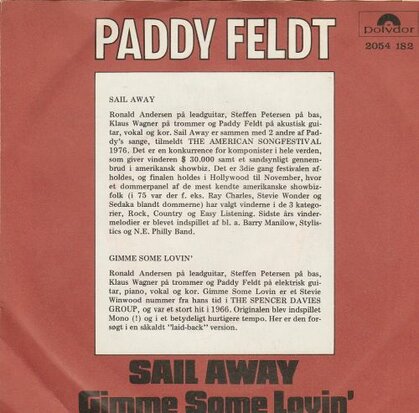 PADDY FELDT
polydor
2054 182
SAIL AWAY
Ronald Andersen på leadguitar, Steffen Petersen på bas,
Klaus Wagner på trommer og Paddy Feldt på akustisk gui-
tar, vokal og kor. Sail Away er sammen med 2 andre af Pad-
dy's sange, tilmeldt THE AMERICAN SONGFESTIVAL
1976. Det er en konkurrence for komponister i hele verden,
som giver vinderen $ 30.000 samt et sandsynligt gennem-
brud i amerikansk showbiz. Det er 3die gang festivalen af-
holdes, og finalen holdes i Hollywood til November, hvor
et dommerpanel af de mest kendte amerikanske showbiz-
folk (i 75 var der f. eks. Ray Charles, Stevie Wonder og
Sedaka blandt dommerne) har valgt vinderne i de 3 kate-
rier, Rock, Country og Easy Listening. Sidste års vinder-
melodier er blevet indspillet af bl. a. Barry Manilow, Stylis-
tics og N.E. Philly Band.
GIMME SOME LOVIN'
Ronald Andersen på leadguitar, Steffen Petersen på bas,
Klaus Wagner på trommer og Paddy Feldt på elektrisk gui-
tar, piano, vokal og kor. Gimme Some Lovin er et Stevie
Winwood nummer fra hans tid i THE SPENCER DAVIES
GROUP, og var et stort hit i 1966. Originalen blev indspillet
Mono (!) og i et betydeligt hurtigere tempo. Her er den for-
søgt i en såkaldt "laid-back" version.
SAIL AWAY
Gimme Some Lovin'